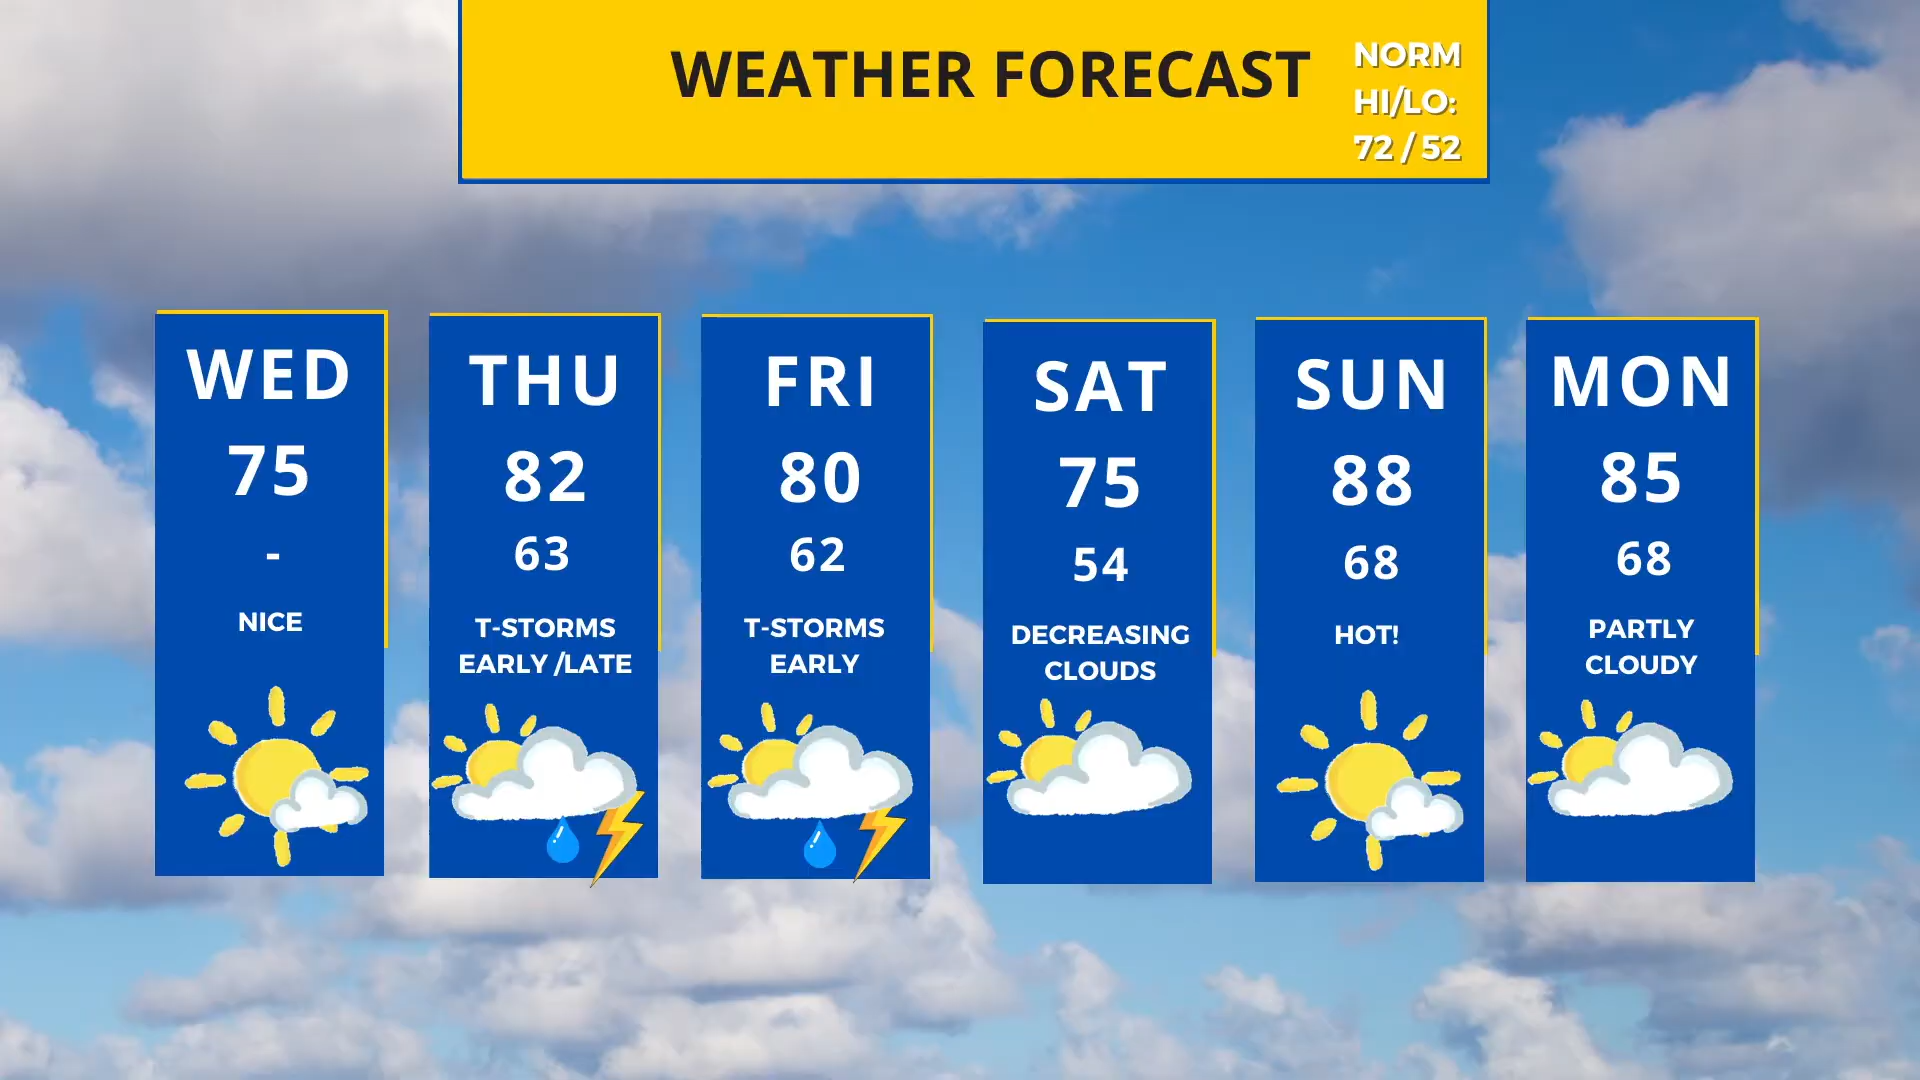 WEATHER FORECAST
NORM
HI/LO:
72 / 52
WED
75
-
NICE
THU
82
63
T-STORMS
EARLY /LATE
FRI
80
62
T-STORMS
EARLY
SAT
75
54
DECREASING
CLOUDS
SUN
88
68
HOT!
MON
85
68
PARTLY
CLOUDY